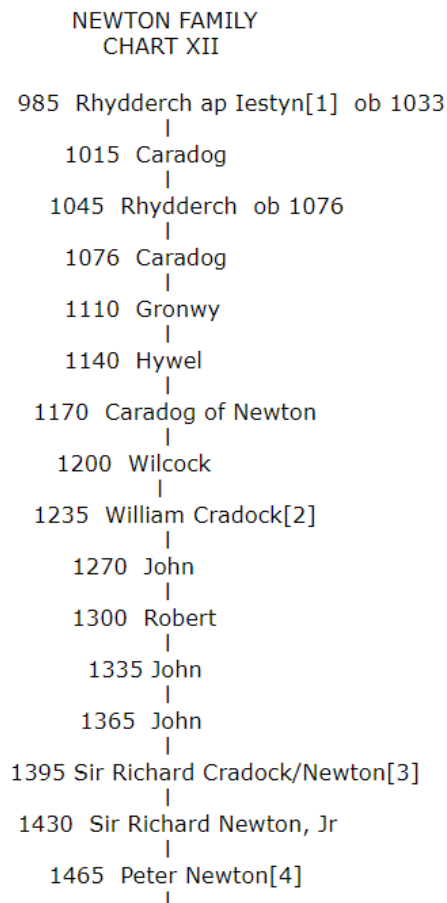 NEWTON FAMILY
CHART XII
985 Rhydderch ap Iestyn[1] ob 1033
|
1015 Caradog
|
1045 Rhydderch ob 1076
|
1076 Caradog
|
1110 Gronwy
|
1140 Hywel
|
1170 Caradog of Newton
|
1200 Wilcock
|
1235 William Cradock[2]
|
1270 John
|
1300 Robert
|
1335 John
|
1365 John
|
1395 Sir Richard Cradock/Newton[3]
|
1430 Sir Richard Newton, Jr
|
1465 Peter Newton[4]
|